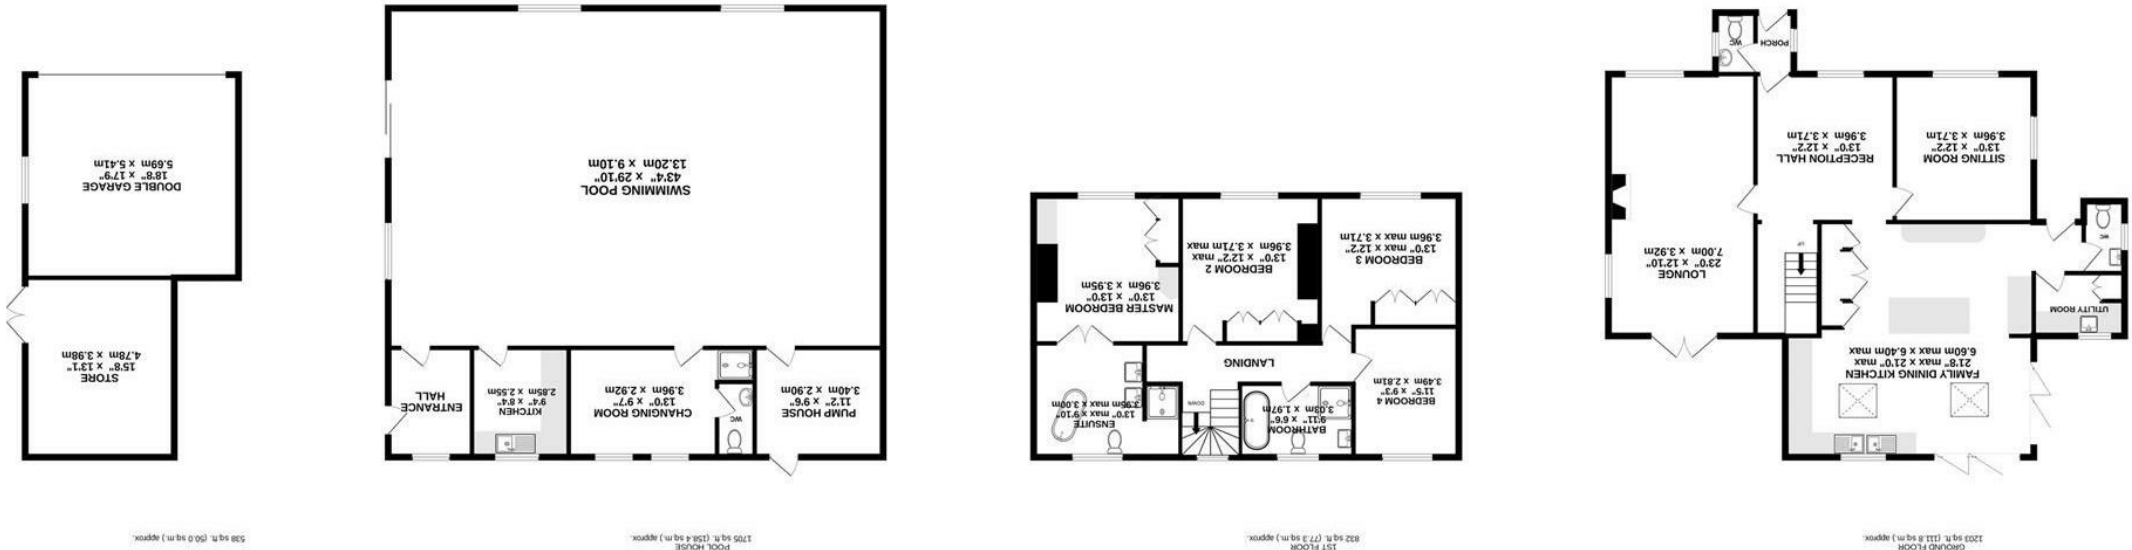 GROUND FLOOR
1203 sq.ft. (111.8 sq.m.) approx.
FAMILY DINING KITCHEN
21'8" max x 21'0" max
6.60m max x 6.40m max
UTILITY ROOM
WC
UP
LOUNGE
23'0" x 12'10"
7.00m x 3.92m
SITTING ROOM
13'0" x 12'2"
3.96m x 3.71m
RECEPTION HALL
13'0" x 12'2"
3.96m x 3.71m
PORCH
WC
1ST FLOOR
832 sq.ft. (77.3 sq.m.) approx.
BEDROOM 4
11'5" x 9'3"
3.49m x 2.81m
BATHROOM
9'11" x 6'6"
3.03m x 1.97m
DOWN
ENSUITE
13'0" max x 9'10"
3.95m max x 3.00m
LANDING
BEDROOM 3
13'0" max x 12'2"
3.96m max x 3.71m
BEDROOM 2
13'0" x 12'2" max
3.96m x 3.71m max
MASTER BEDROOM
13'0" x 13'0"
3.96m x 3.95m
POOL HOUSE
1705 sq.ft. (158.4 sq.m.) approx.
PUMP HOUSE
11'2" x 9'6"
3.40m x 2.90m
WC
CHANGING ROOM
13'0" x 9'7"
3.96m x 2.92m
KITCHEN
9'4" x 8'4"
2.85m x 2.55m
ENTRANCE
HALL
SWIMMING POOL
43'4" x 29'10"
13.20m x 9.10m
538 sq.ft. (50.0 sq.m.) approx.
STORE
15'8" x 13'1"
4.78m x 3.98m
DOUBLE GARAGE
18'8" x 17'9"
5.69m x 5.41m